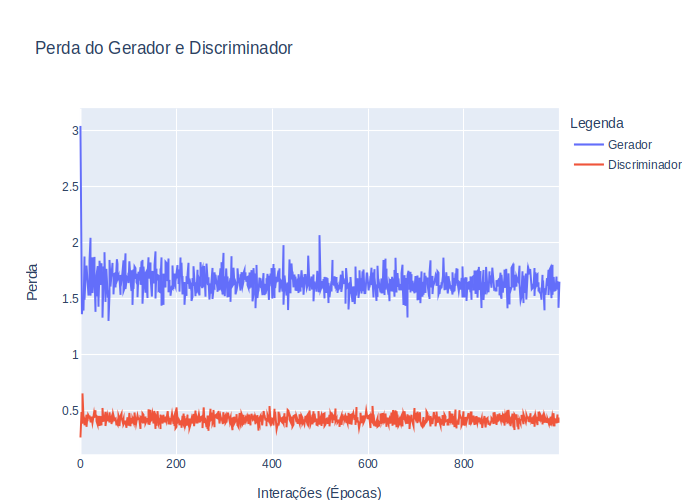 Perda do Gerador e Discriminador
Legenda
Gerador
Discriminador
Perda
3
2.5
2
1.5
1
0.5
0
200
400
600
800
Interações (Épocas)